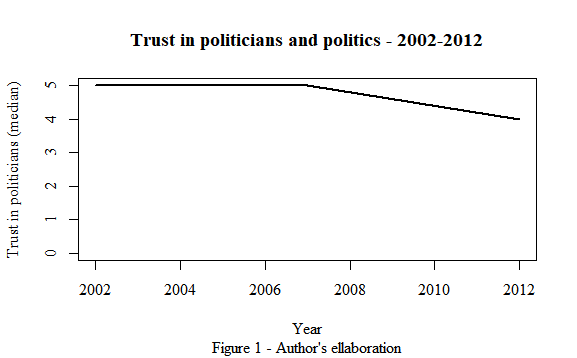 Trust in politicians and politics - 2002-2012
Trust in politicians (median)
5
4
3
2
1
0
2002 2004 2006 2008 2010 2012
Year
Figure 1 - Author's ellaboration